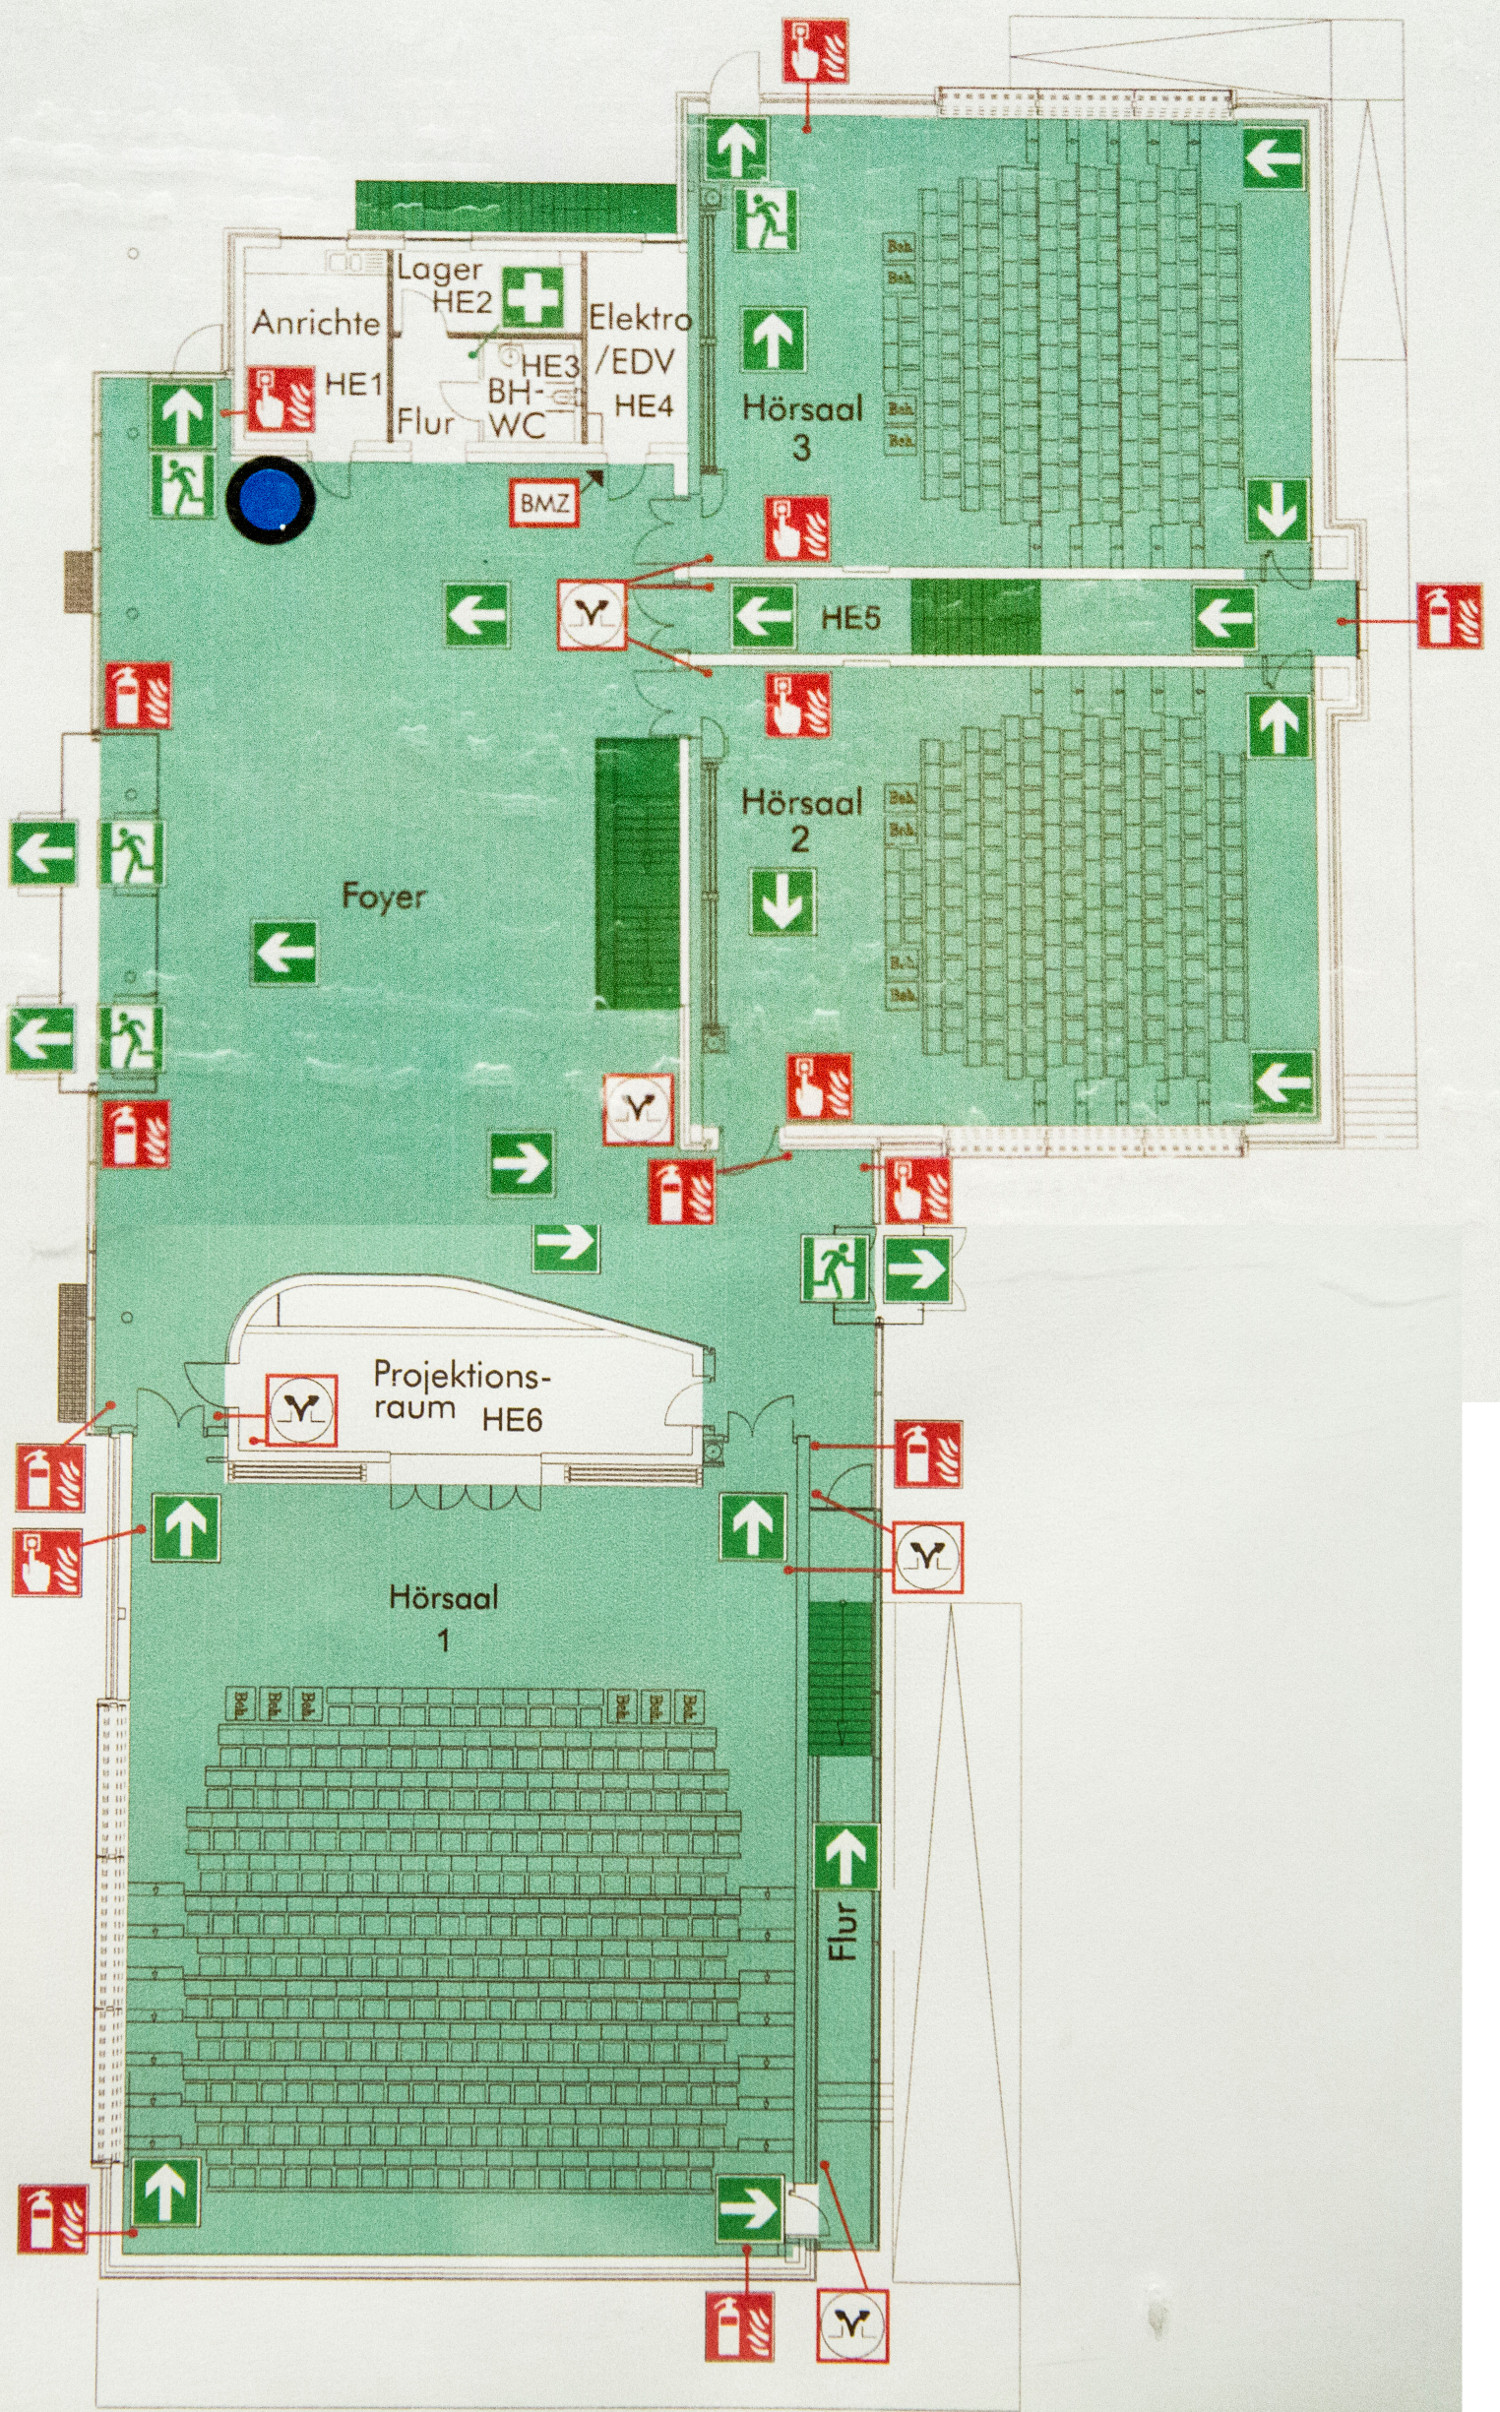 Lager
HE2
Anrichte
HE1
Flur
HE3
BH-
WC
Elektro
/EDV
HE4
BMZ
Hörsaal
3
Beh.
Beh.
Beh.
Beh.
HE5
Hörsaal
2
Beh.
Beh.
Beh.
Beh.
Foyer
Projektions-
raum HE6
Hörsaal
1
Beh. Beh. Beh. Beh. Beh. Beh.
Flur